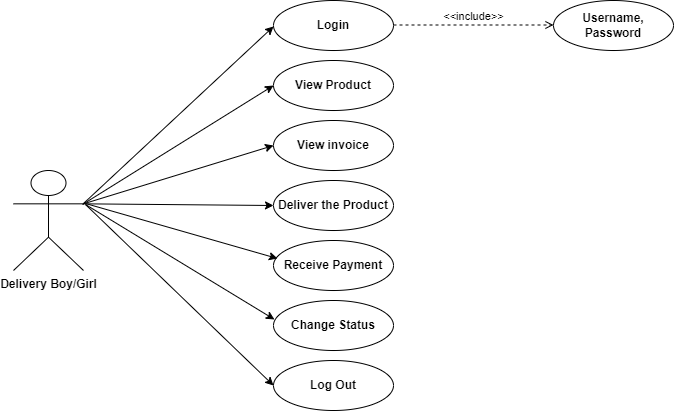 Login
<<include>>
Username,
Password
View Product
View invoice
Deliver the Product
Delivery Boy/Girl
Receive Payment
Change Status
Log Out